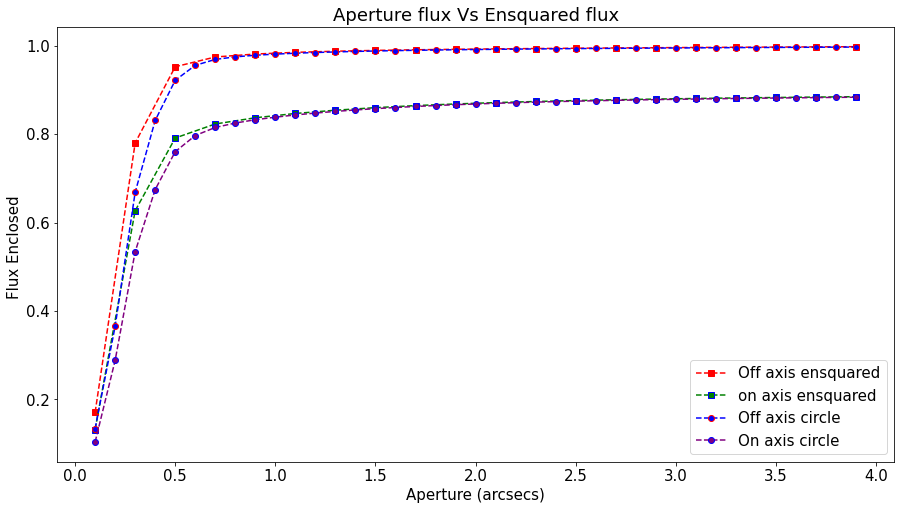 Aperture flux Vs Ensquared flux
1.0
0.8
0.6
0.4
0.2
Flux Enclosed
Off axis ensquared
on axis ensquared
Off axis circle
On axis circle
0.0 0.5 1.0 1.5 2.0 2.5 3.0 3.5 4.0
Aperture (arcsecs)